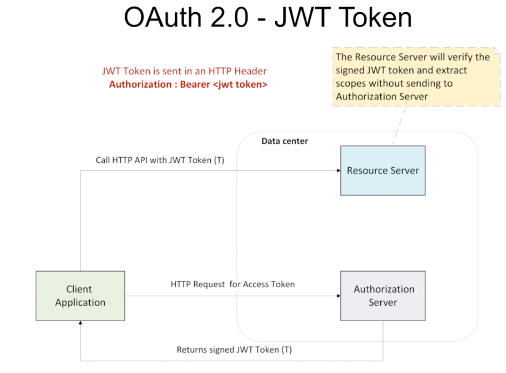 OAuth 2.0 - JWT Token
JWT Token is sent in an HTTP Header
Authorization : Bearer <jwt token>
The Resource Server will verify the
signed JWT token and extract
scopes without sending to
Authorization Server
Data center
Call HTTP API with JWT Token (T)
Resource Server
Client
Application
HTTP Request for Access Token
Authorization
Server
Returns signed JWT Token (T)